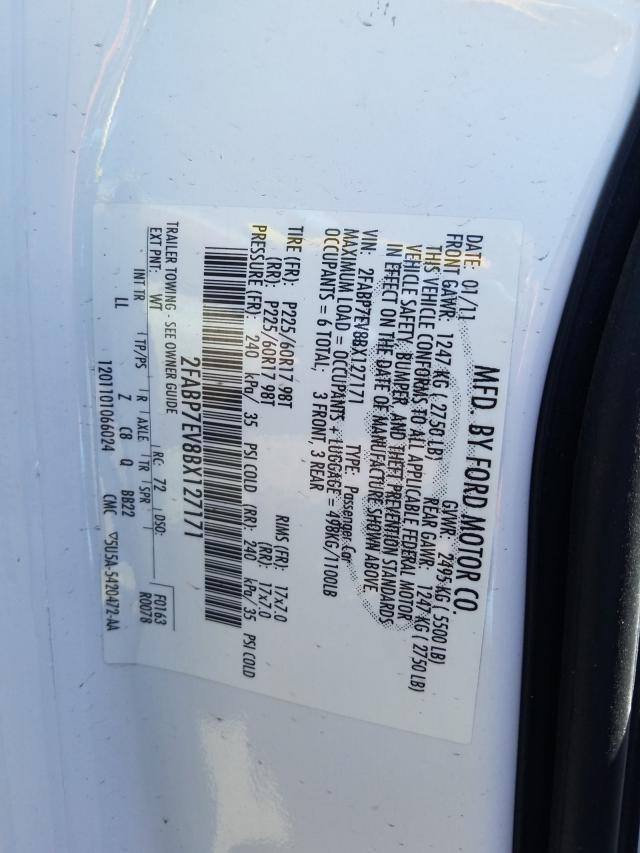 MFD. BY FORD MOTOR CO.
DATE: 01/11 GVWR: 2495 KG ( 5500 LB)
FRONT GAWR: 1247 KG ( 2750 LB) REAR GAWR: 1247 KG ( 2750 LB)
THIS VEHICLE CONFORMS TO ALL APPLICABLE FEDERAL MOTOR
VEHICLE SAFETY, BUMPER, AND THEFT PREVENTION STANDARDS
IN EFFECT ON THE DATE OF MANUFACTURE SHOWN ABOVE.
VIN: 2FABP7EV8BX127171 TYPE: Passenger Car
MAXIMUM LOAD = OCCUPANTS + LUGGAGE = 498KG/1100LB
OCCUPANTS = 6 TOTAL; 3 FRONT, 3 REAR
TIRE (FR): P225/60R17 98T RIMS (FR): 17x7.0
(RR): P225/60R17 98T (RR): 17x7.0
PRESSURE (FR): 240 kPa/ 35 PSI COLD (RR): 240 kPa/ 35 PSI COLD
2FABP7EV8BX127171
TRAILER TOWING - SEE OWNER GUIDE
EXT PNT: WT RC: 72 DSO: F0163
R0078
INT TR TP/PS R AXLE TR SPR
LL Z C8 Q BB22
1201101066024 CMC 5U5A-5420472-AA